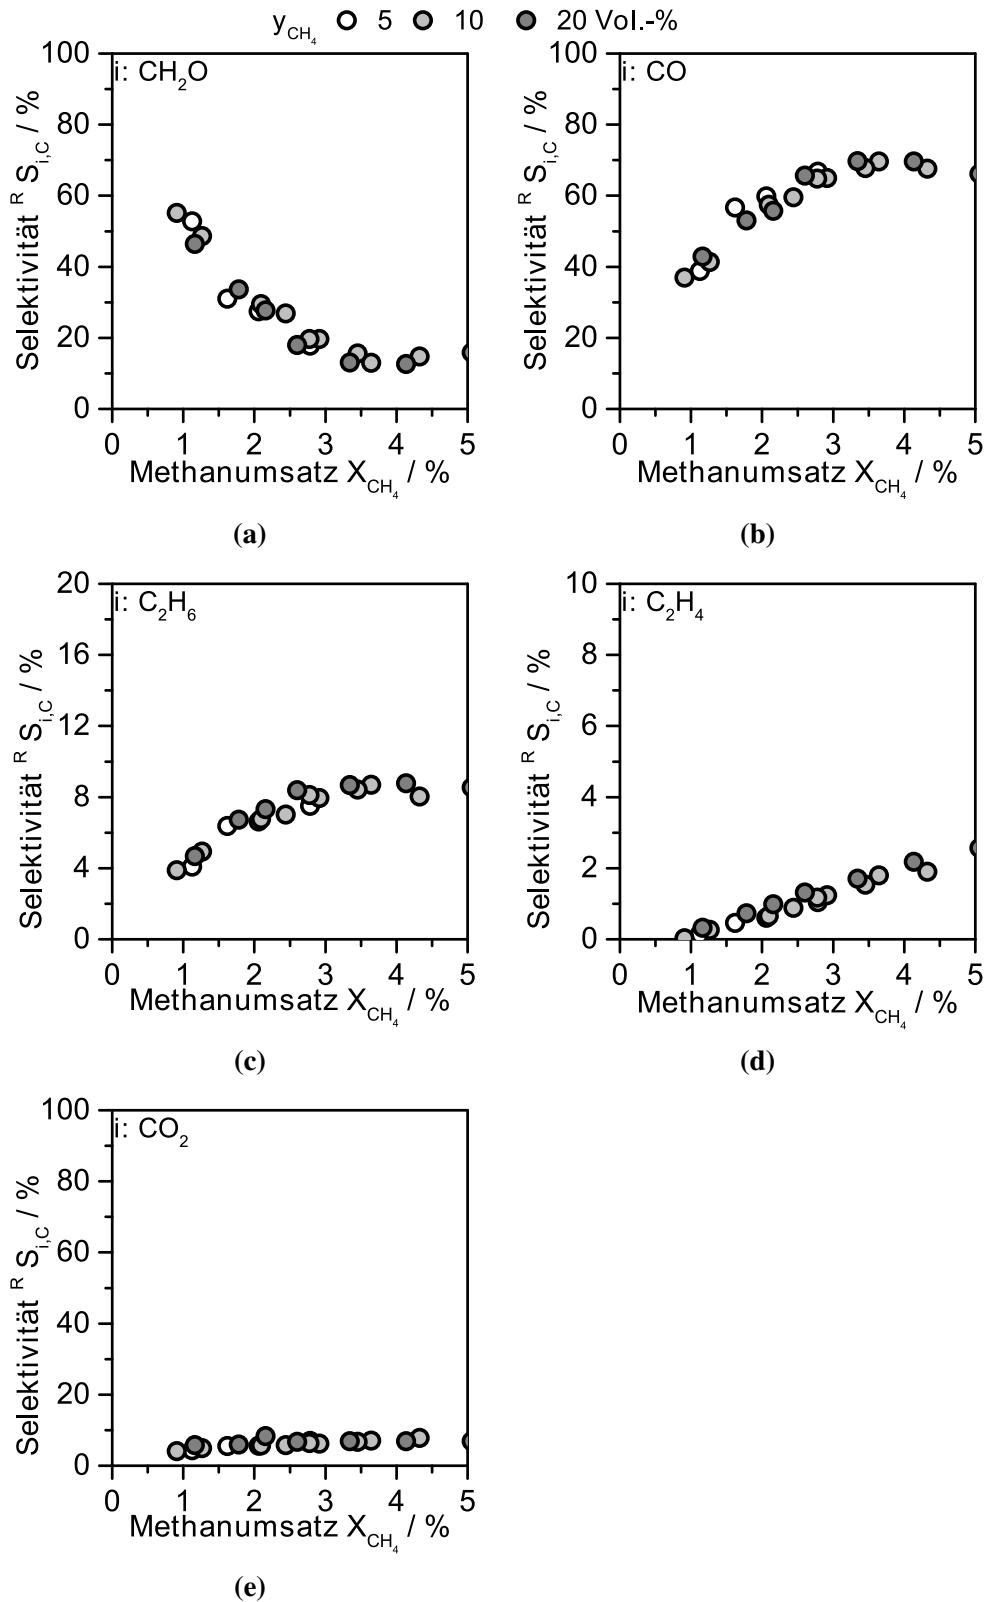 y_CH₄ 5 10 20 Vol.-%
i: CH₂O
Selektivität ᴿ S_i,C / %
100
80
60
40
20
0
0 1 2 3 4 5
Methanumsatz X_CH₄ / %
(a)
i: CO
Selektivität ᴿ S_i,C / %
100
80
60
40
20
0
0 1 2 3 4 5
Methanumsatz X_CH₄ / %
(b)
i: C₂H₆
Selektivität ᴿ S_i,C / %
20
16
12
8
4
0
0 1 2 3 4 5
Methanumsatz X_CH₄ / %
(c)
i: C₂H₄
Selektivität ᴿ S_i,C / %
10
8
6
4
2
0
0 1 2 3 4 5
Methanumsatz X_CH₄ / %
(d)
i: CO₂
Selektivität ᴿ S_i,C / %
100
80
60
40
20
0
0 1 2 3 4 5
Methanumsatz X_CH₄ / %
(e)